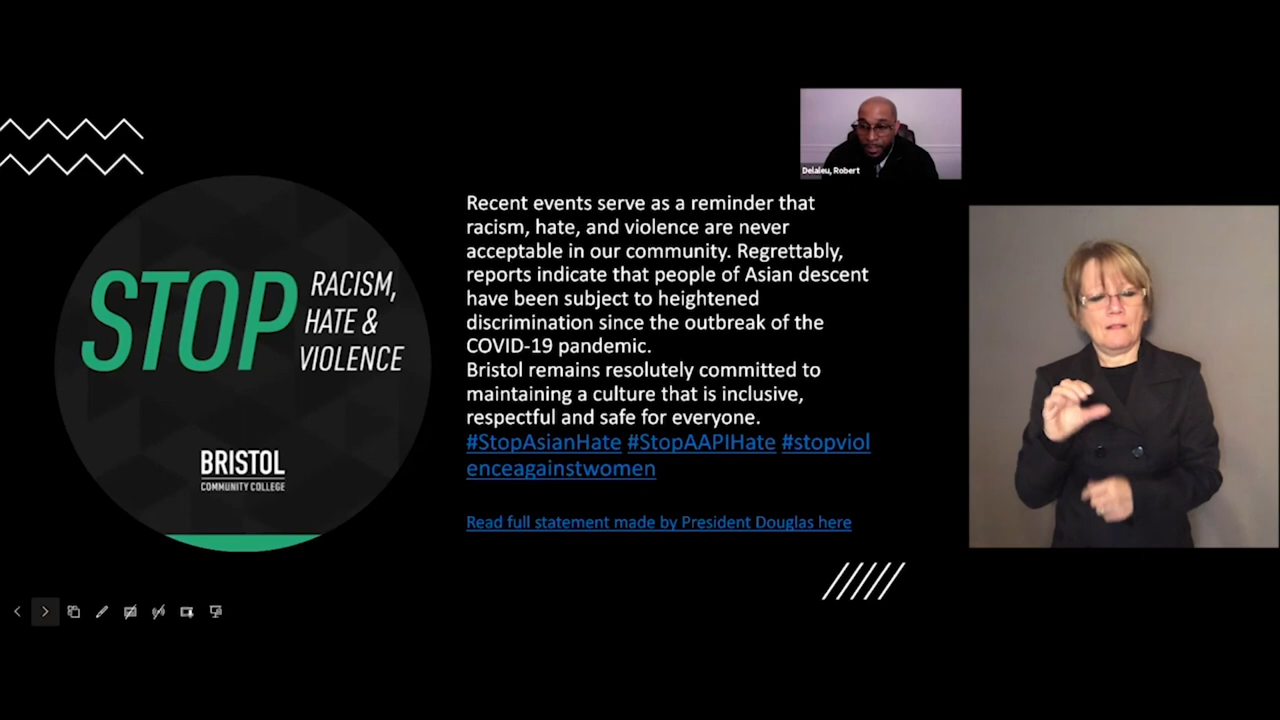 Delaleu, Robert
Recent events serve as a reminder that
racism, hate, and violence are never
acceptable in our community. Regrettably,
reports indicate that people of Asian descent
have been subject to heightened
discrimination since the outbreak of the
COVID-19 pandemic.
Bristol remains resolutely committed to
maintaining a culture that is inclusive,
respectful and safe for everyone.
#StopAsianHate #StopAAPIHate #stopviol
enceagainstwomen
Read full statement made by President Douglas here
STOP RACISM,
HATE &
VIOLENCE
BRISTOL
COMMUNITY COLLEGE